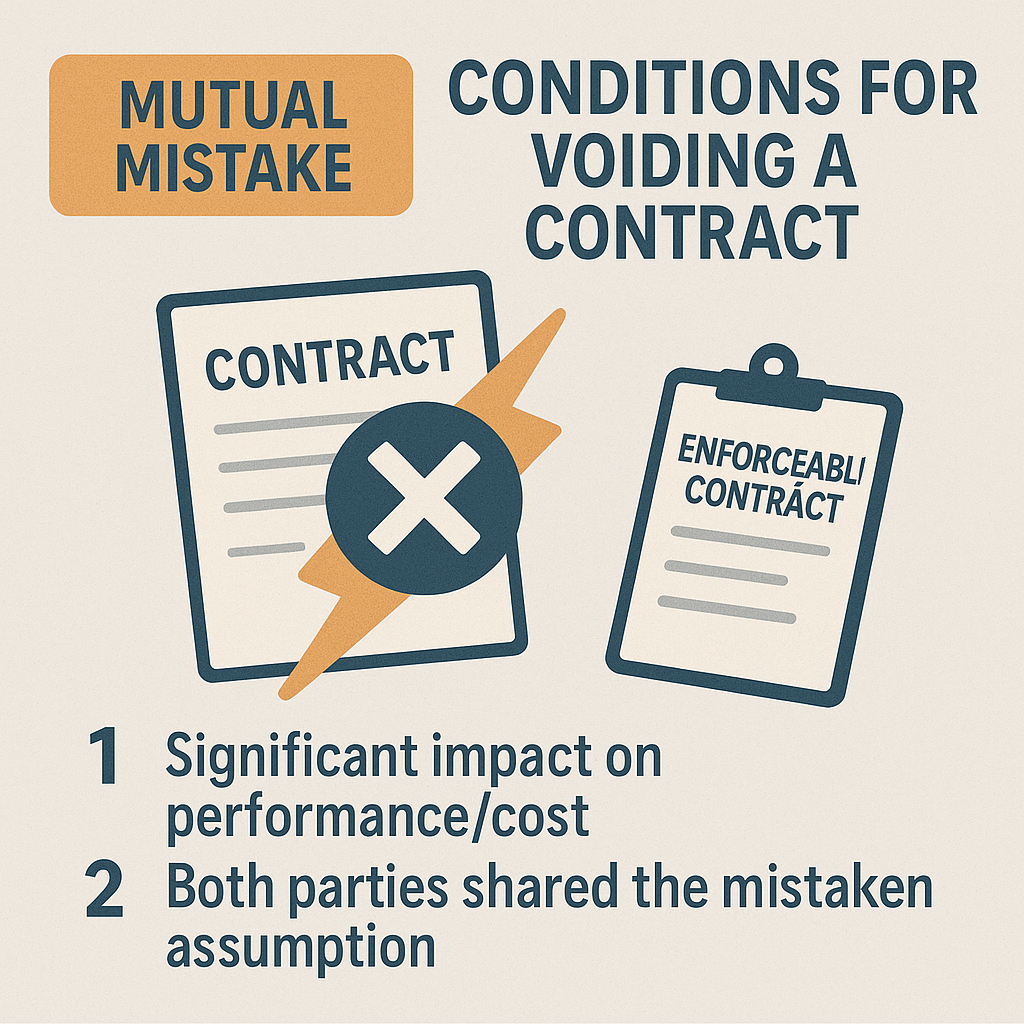 MUTUAL
MISTAKE
CONDITIONS FOR
VOIDING A
CONTRACT
CONTRACT
ENFORCEABLI
CONTRÁCT
1 Significant impact on
performance/cost
2 Both parties shared the mistaken
assumption